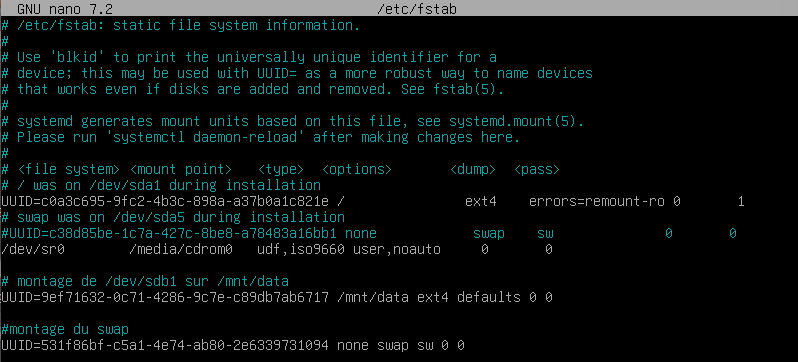 GNU nano 7.2 /etc/fstab
# /etc/fstab: static file system information.
#
# Use 'blkid' to print the universally unique identifier for a
# device; this may be used with UUID= as a more robust way to name devices
# that works even if disks are added and removed. See fstab(5).
#
# systemd generates mount units based on this file, see systemd.mount(5).
# Please run 'systemctl daemon-reload' after making changes here.
#
# <file system> <mount point> <type> <options> <dump> <pass>
# / was on /dev/sda1 during installation
UUID=c0a3c695-9fc2-4b3c-898a-a37b0a1c821e / ext4 errors=remount-ro 0 1
# swap was on /dev/sda5 during installation
#UUID=c38d85be-1c7a-427c-8be8-a78483a16bb1 none swap sw 0 0
/dev/sr0 /media/cdrom0 udf,iso9660 user,noauto 0 0
# montage de /dev/sdb1 sur /mnt/data
UUID=9ef71632-0c71-4286-9c7e-c89db7ab6717 /mnt/data ext4 defaults 0 0
#montage du swap
UUID=531f86bf-c5a1-4e74-ab80-2e6339731094 none swap sw 0 0